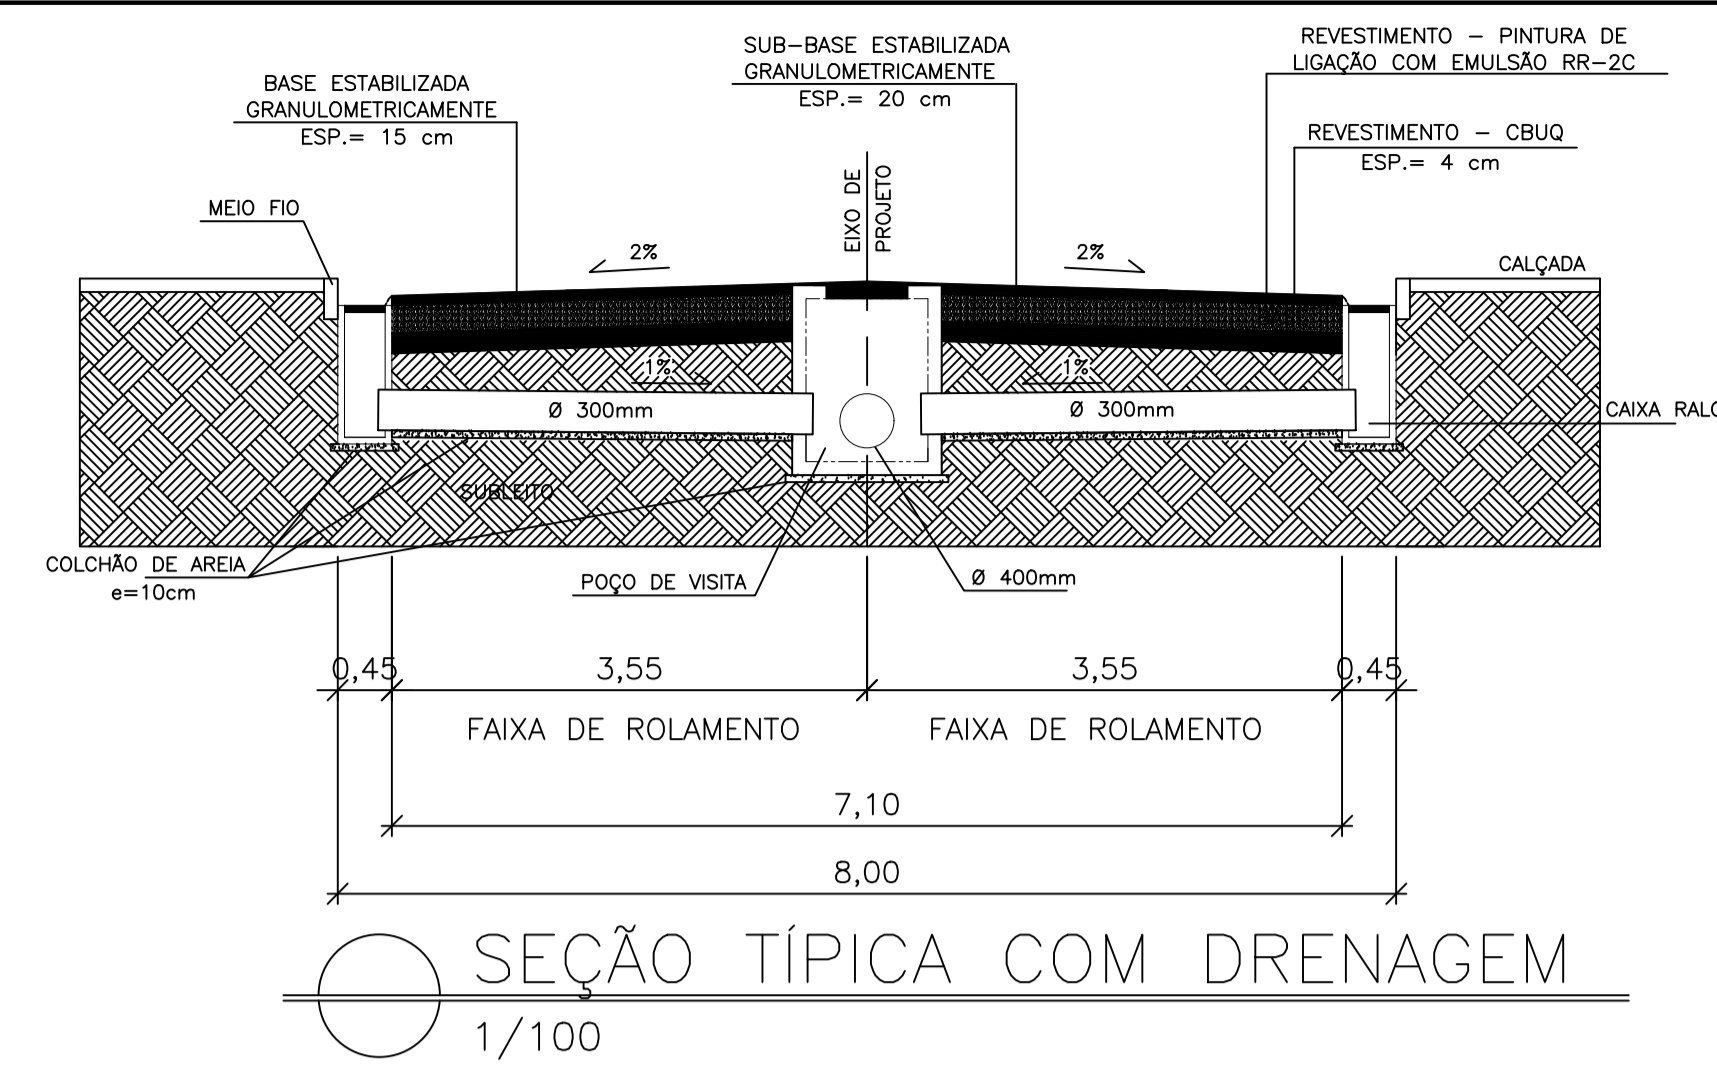 SUB-BASE ESTABILIZADA
GRANULOMETRICAMENTE
ESP.= 20 cm
REVESTIMENTO - PINTURA DE
LIGAÇÃO COM EMULSÃO RR-2C
BASE ESTABILIZADA
GRANULOMETRICAMENTE
ESP.= 15 cm
REVESTIMENTO - CBUQ
ESP.= 4 cm
EIXO DE
PROJETO
MEIO FIO
2%
2%
CALÇADA
1%
1%
Ø 300mm
Ø 300mm
CAIXA RALO
SUBLEITO
COLCHÃO DE AREIA
e=10cm
POÇO DE VISITA
Ø 400mm
0,45
3,55
3,55
0,45
FAIXA DE ROLAMENTO
FAIXA DE ROLAMENTO
7,10
8,00
SEÇÃO TÍPICA COM DRENAGEM
1/100